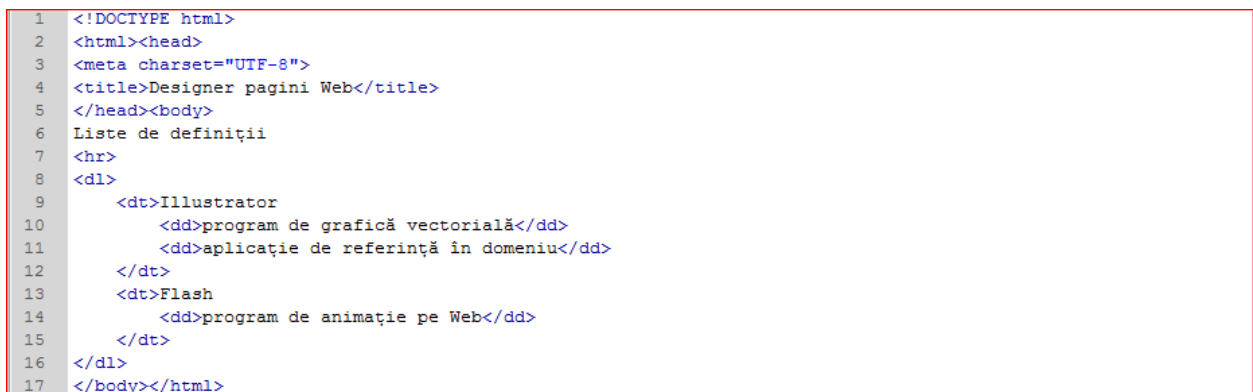 1 <!DOCTYPE html>
2 <html><head>
3 <meta charset="UTF-8">
4 <title>Designer pagini Web</title>
5 </head><body>
6 Liste de definiții
7 <hr>
8 <dl>
9 <dt>Illustrator
10 <dd>program de grafică vectorială</dd>
11 <dd>aplicație de referință în domeniu</dd>
12 </dt>
13 <dt>Flash
14 <dd>program de animație pe Web</dd>
15 </dt>
16 </dl>
17 </body></html>